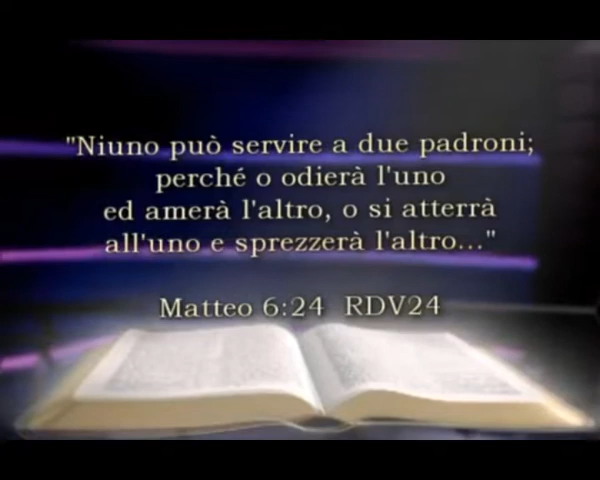 "Niuno può servire a due padroni;
perché o odierà l'uno
ed amerà l'altro, o si atterrà
all'uno e sprezzerà l'altro..."
Matteo 6:24 RDV24